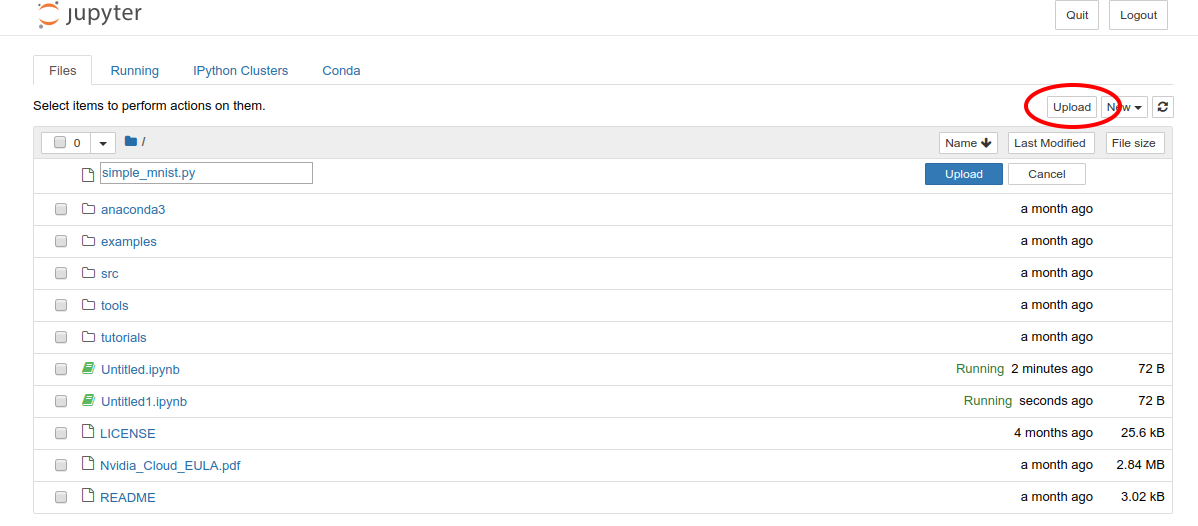 jupyter Quit Logout
Files Running IPython Clusters Conda
Select items to perform actions on them. Upload New
0 / Name Last Modified File size
simple_mnist.py Upload Cancel
anaconda3 a month ago
examples a month ago
src a month ago
tools a month ago
tutorials a month ago
Untitled.ipynb Running 2 minutes ago 72 B
Untitled1.ipynb Running seconds ago 72 B
LICENSE 4 months ago 25.6 kB
Nvidia_Cloud_EULA.pdf a month ago 2.84 MB
README a month ago 3.02 kB